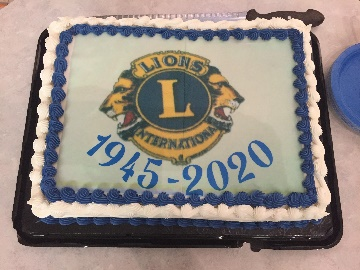 LIONS
L
INTERNATIONAL
1945-2020